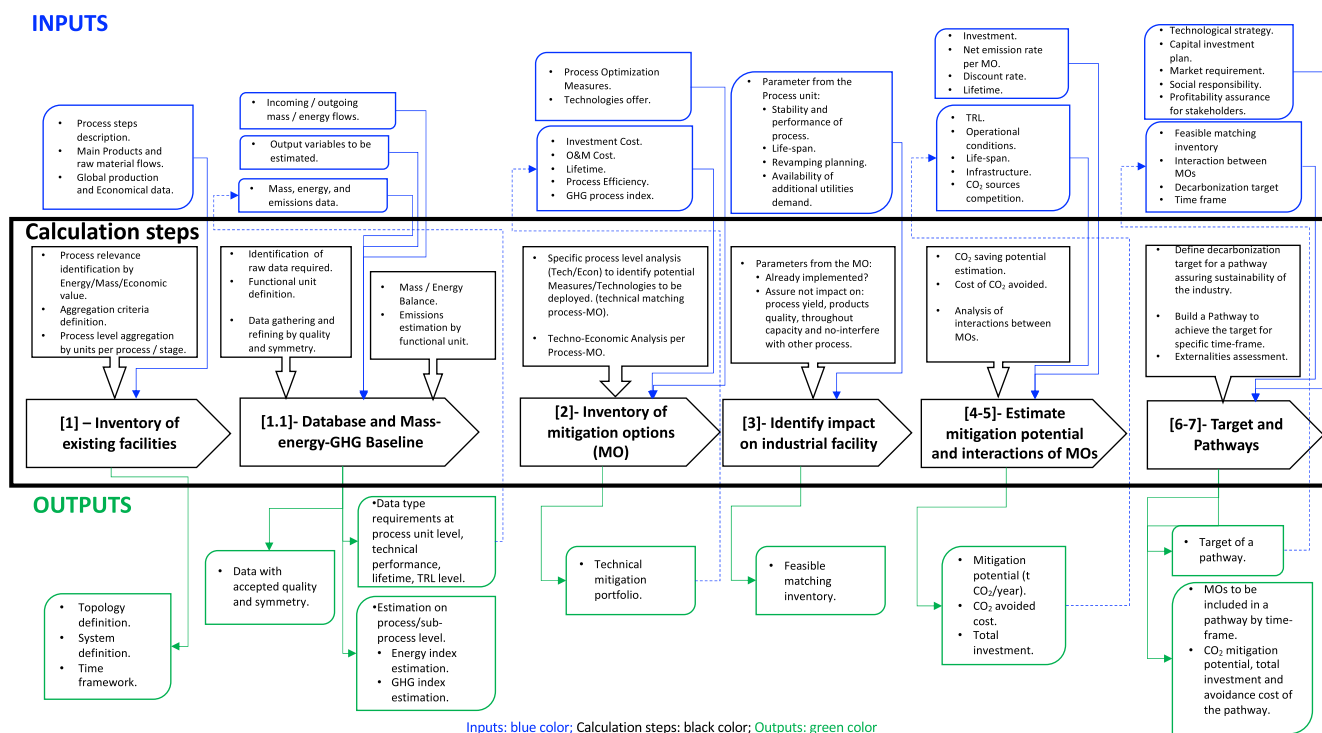 INPUTS
• Process steps
description.
• Main Products and
raw material flows.
• Global production
and Economical data.
• Incoming / outgoing
mass / energy flows.
• Output variables to be
estimated.
• Mass, energy, and
emissions data.
• Process Optimization
Measures.
• Technologies offer.
• Investment Cost.
• O&M Cost.
• Lifetime.
• Process Efficiency.
• GHG process index.
• Parameter from the
Process unit:
• Stability and
performance of
process.
• Life-span.
• Revamping planning.
• Availability of
additional utilities
demand.
• Investment.
• Net emission rate
per MO.
• Discount rate.
• Lifetime.
• TRL.
• Operational
conditions.
• Life-span.
• Infrastructure.
• CO2 sources
competition.
• Technological strategy.
• Capital investment
plan.
• Market requirement.
• Social responsibility.
• Profitability assurance
for stakeholders.
• Feasible matching
inventory
• Interaction between
MOs
• Decarbonization target
• Time frame
Calculation steps
• Process relevance
identification by
Energy/Mass/Economic
value.
• Aggregation criteria
definition.
• Process level aggregation
by units per process / stage.
• Identification of
raw data required.
• Functional unit
definition.
• Data gathering and
refining by quality
and symmetry.
• Mass / Energy
Balance.
• Emissions
estimation by
functional unit.
• Specific process level analysis
(Tech/Econ) to identify potential
Measures/Technologies to be
deployed. (technical matching
process-MO).
• Techno-Economic Analysis per
Process-MO.
• Parameters from the MO:
• Already implemented?
• Assure not impact on:
process yield, products
quality, throughout
capacity and no-interfere
with other process.
• CO2 saving potential
estimation.
• Cost of CO2 avoided.
• Analysis of
interactions between
MOs.
• Define decarbonization
target for a pathway
assuring sustainability of
the industry.
• Build a Pathway to
achieve the target for
specific time-frame.
• Externalities assessment.
[1] – Inventory of
existing facilities
[1.1]- Database and Mass-
energy-GHG Baseline
[2]- Inventory of
mitigation options
(MO)
[3]- Identify impact
on industrial facility
[4-5]- Estimate
mitigation potential
and interactions of MOs
[6-7]- Target and
Pathways
OUTPUTS
• Topology
definition.
• System
definition.
• Time
framework.
• Data with
accepted quality
and symmetry.
•Data type
requirements at
process unit level,
technical
performance,
lifetime, TRL level.
•Estimation on
process/sub-
process level.
• Energy index
estimation.
• GHG index
estimation.
• Technical
mitigation
portfolio.
• Feasible
matching
inventory.
• Mitigation
potential (t
CO2/year).
• CO2 avoided
cost.
• Total
investment.
• Target of a
pathway.
• MOs to be
included in a
pathway by time-
frame.
• CO2 mitigation
potential, total
investment and
avoidance cost of
the pathway.
Inputs: blue color; Calculation steps: black color; Outputs: green color